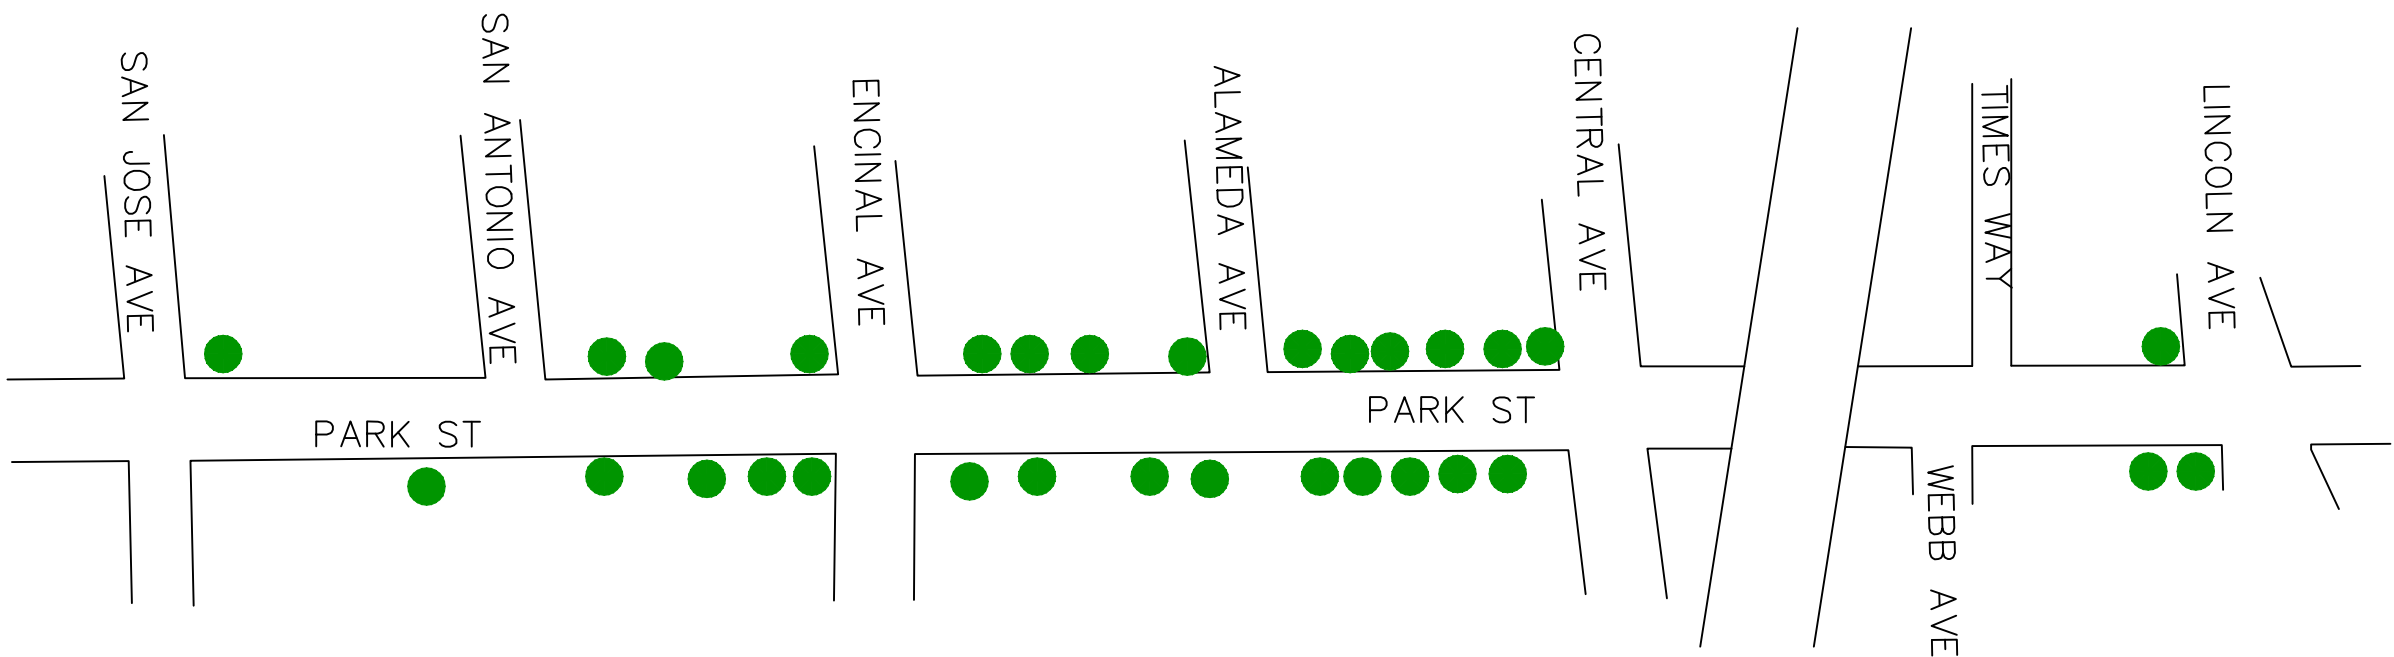 SAN JOSE AVE
SAN ANTONIO AVE
ENCINAL AVE
ALAMEDA AVE
CENTRAL AVE
TIMES WAY
LINCOLN AVE
PARK ST
PARK ST
WEBB AVE